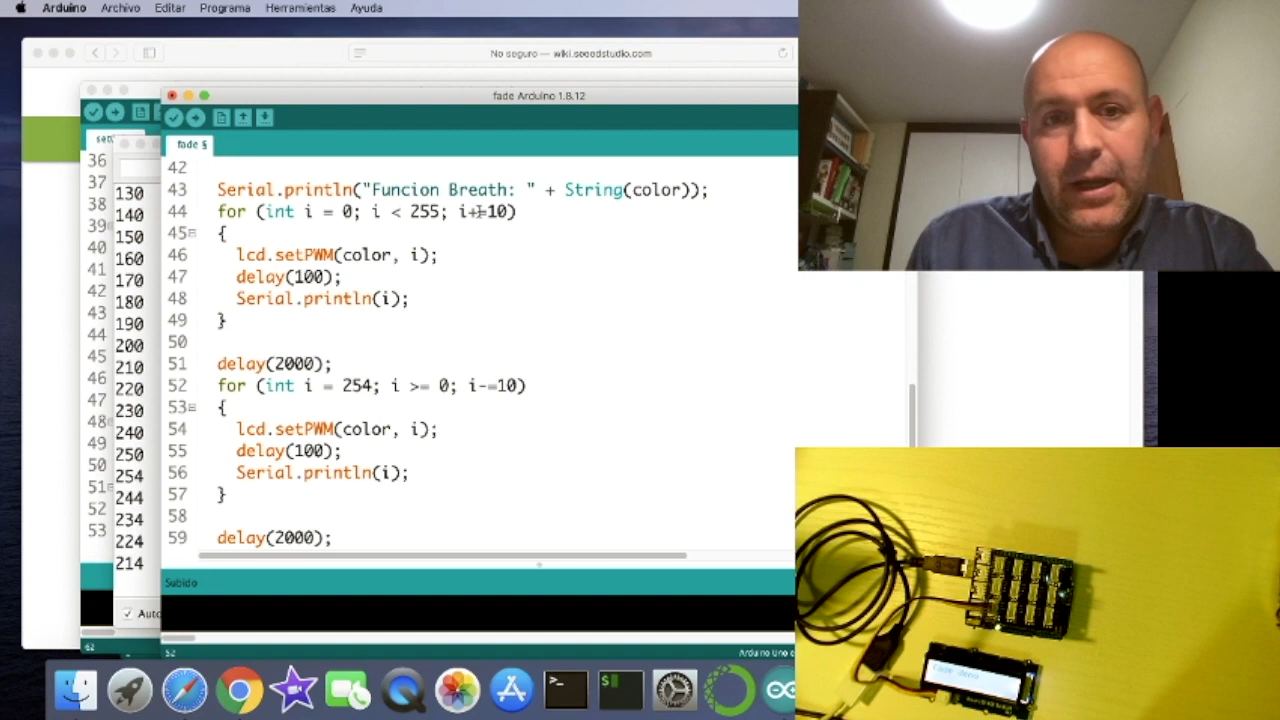 Arduino Archivo Editar Programa Herramientas Ayuda
No seguro — wiki.seeedstudio.com
fade Arduino 1.8.12
fade §
36
37
38
39
40
41
42
43
44
45
46
47
48
49
50
51
52
53
130
140
150
160
170
180
190
200
210
220
230
240
250
254
244
234
224
214
42
43 Serial.println("Funcion Breath: " + String(color));
44 for (int i = 0; i < 255; i+=10)
45 {
46 lcd.setPWM(color, i);
47 delay(100);
48 Serial.println(i);
49 }
50
51 delay(2000);
52 for (int i = 254; i >= 0; i-=10)
53 {
54 lcd.setPWM(color, i);
55 delay(100);
56 Serial.println(i);
57 }
58
59 delay(2000);
Subido
62
52